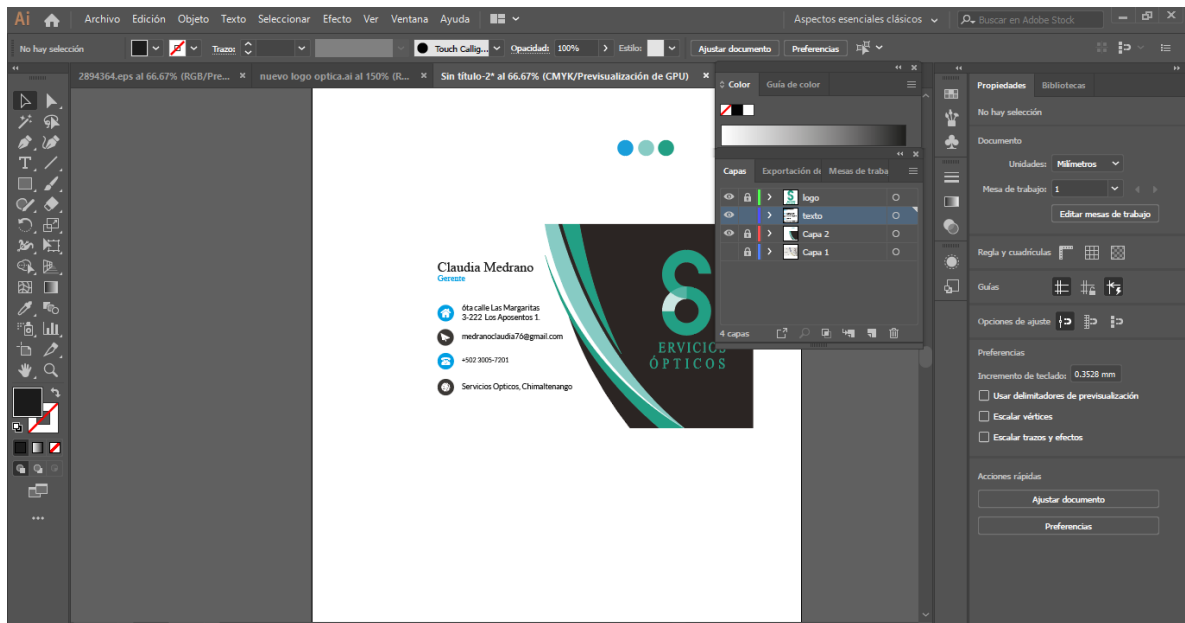 Ai Archivo Edición Objeto Texto Seleccionar Efecto Ver Ventana Ayuda Aspectos esenciales clásicos Buscar en Adobe Stock
No hay selección Trazo: Touch Callig... Opacidad: 100% Estilo: Ajustar documento Preferencias
2894364.eps al 66.67% (RGB/Pre... × nuevo logo optica.ai al 150% (R... × Sin título-2* al 66.67% (CMYK/Previsualización de GPU) ×
Color Guía de color
Capas Exportación de Mesas de traba
logo
texto
Capa 2
Capa 1
4 capas
Claudia Medrano
Gerente
6ta calle Las Margaritas
3-222 Los Aposentos 1.
medranoclaudia76@gmail.com
+502 3005-7201
Servicios Opticos, Chimaltenango
S
ERVICIOS
ÓPTICOS
Propiedades Bibliotecas
No hay selección
Documento
Unidades: Milímetros
Mesa de trabajo: 1
Editar mesas de trabajo
Regla y cuadrículas
Guías
Opciones de ajuste
Preferencias
Incremento de teclado: 0.3528 mm
Usar delimitadores de previsualización
Escalar vértices
Escalar trazos y efectos
Acciones rápidas
Ajustar documento
Preferencias